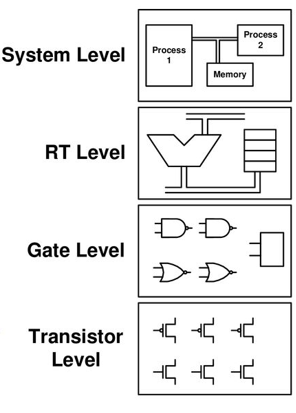 System Level
Process
1
Process
2
Memory
RT Level
Gate Level
Transistor
Level